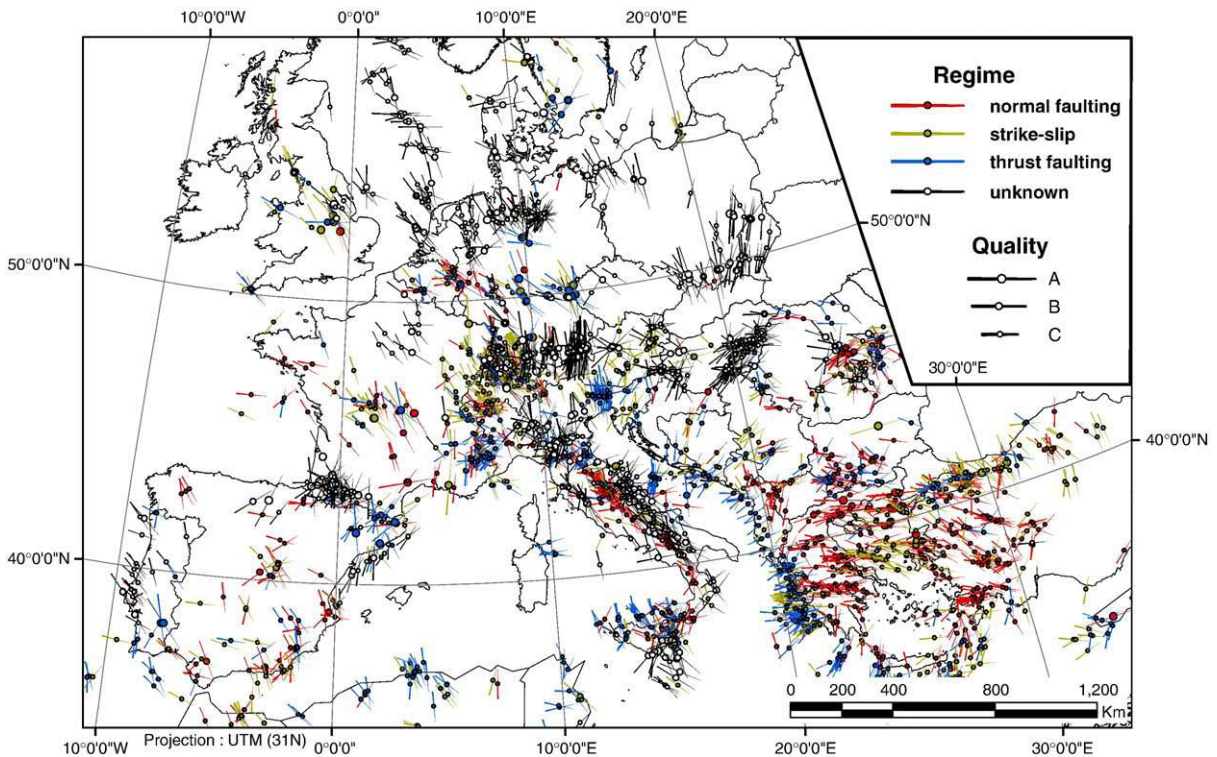 10°0'0"W 0°0'0"E 10°0'0"E 20°0'0"E
Regime
normal faulting
strike-slip
thrust faulting
unknown
50°0'0"N
Quality
50°0'0"N
A
B
C
30°0'0"E
40°0'0"N
40°0'0"N
0 200 400 800 1,200
Km
Projection : UTM (31N)
10°0'0"W 0°0'0" 10°0'0"E 20°0'0"E 30°0'0"E